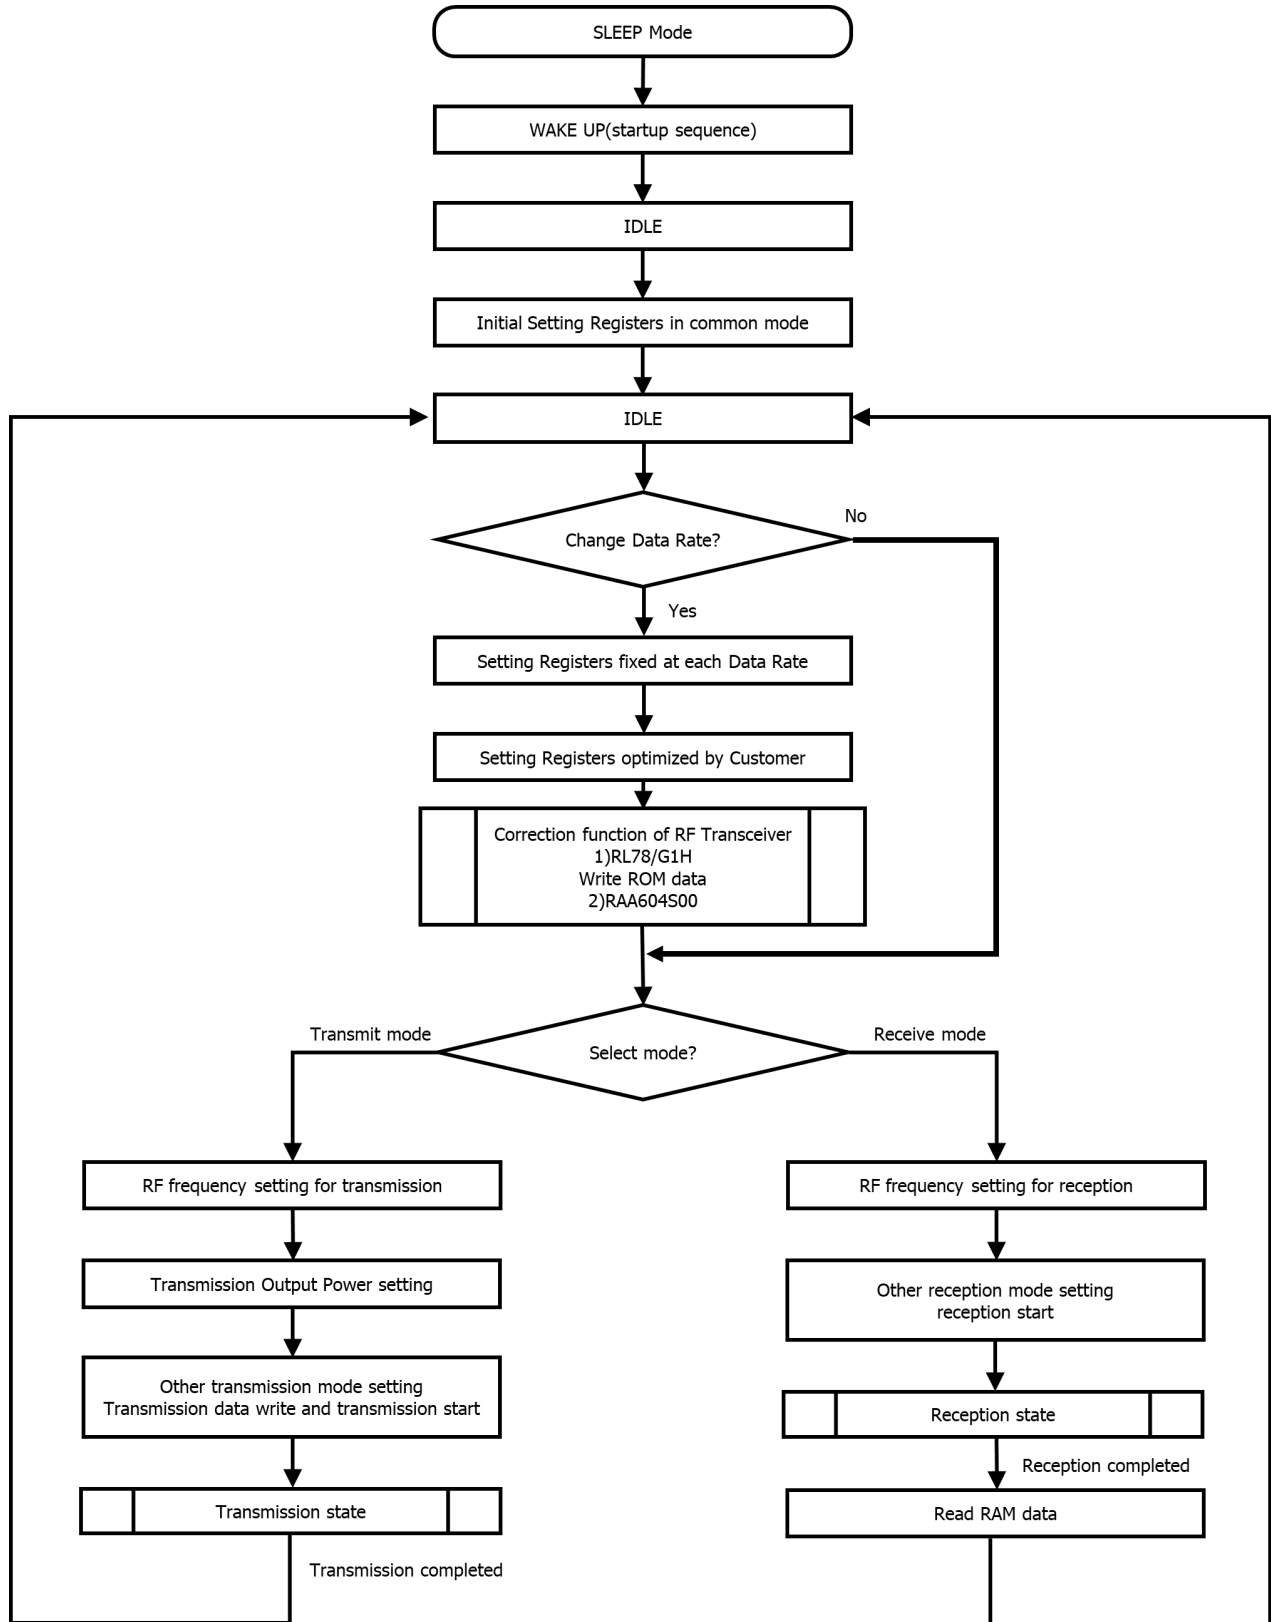 SLEEP Mode
WAKE UP(startup sequence)
IDLE
Initial Setting Registers in common mode
IDLE
Change Data Rate?
No
Yes
Setting Registers fixed at each Data Rate
Setting Registers optimized by Customer
Correction function of RF Transceiver
1)RL78/G1H
Write ROM data
2)RAA604S00
Select mode?
Transmit mode
Receive mode
RF frequency setting for transmission
Transmission Output Power setting
Other transmission mode setting
Transmission data write and transmission start
Transmission state
Transmission completed
RF frequency setting for reception
Other reception mode setting
reception start
Reception state
Reception completed
Read RAM data